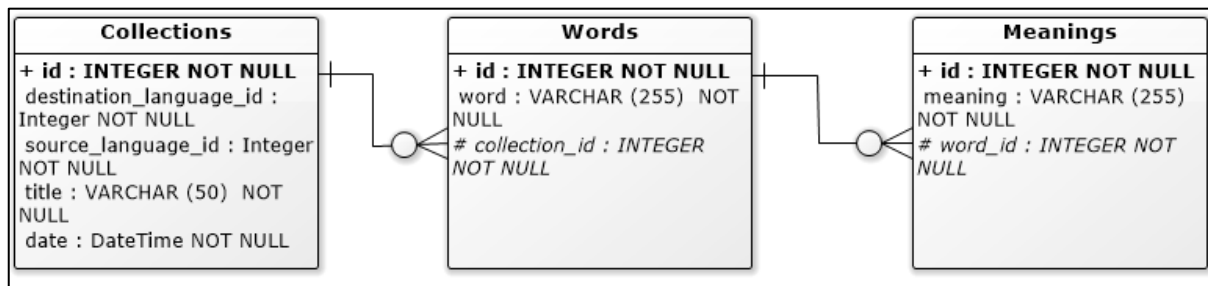 Collections
+ id : INTEGER NOT NULL
destination_language_id :
Integer NOT NULL
source_language_id : Integer
NOT NULL
title : VARCHAR (50) NOT
NULL
date : DateTime NOT NULL
Words
+ id : INTEGER NOT NULL
word : VARCHAR (255) NOT
NULL
# collection_id : INTEGER
NOT NULL
Meanings
+ id : INTEGER NOT NULL
meaning : VARCHAR (255)
NOT NULL
# word_id : INTEGER NOT
NULL